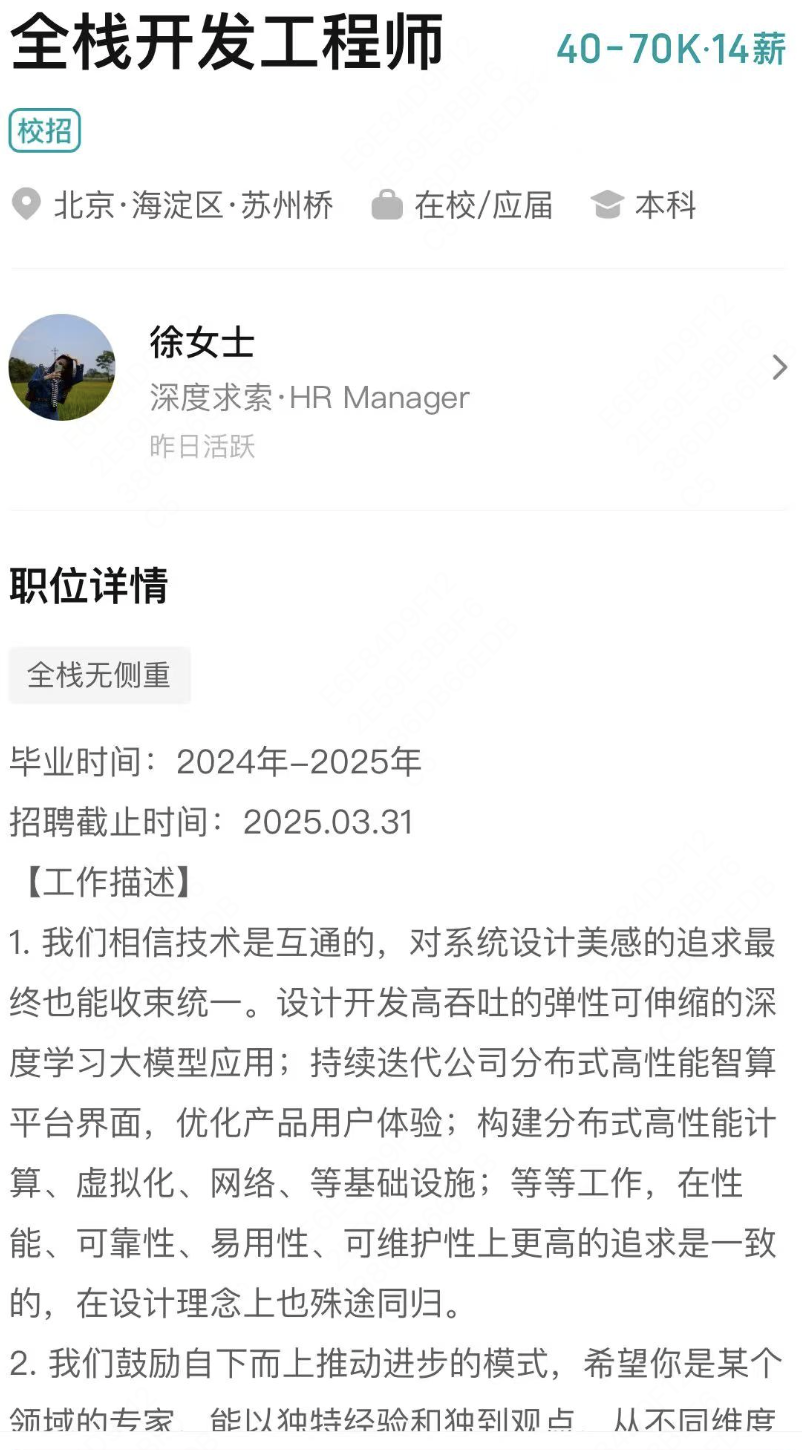 全栈开发工程师
40-70K·14薪
校招
北京·海淀区·苏州桥
在校/应届
本科
徐女士
深度求索·HR Manager
昨日活跃
职位详情
全栈无侧重
毕业时间：2024年-2025年
招聘截止时间：2025.03.31
【工作描述】
1. 我们相信技术是互通的，对系统设计美感的追求最
终也能收束统一。设计开发高吞吐的弹性可伸缩的深
度学习大模型应用；持续迭代公司分布式高性能智算
平台界面，优化产品用户体验；构建分布式高性能计
算、虚拟化、网络、等基础设施；等等工作，在性
能、可靠性、易用性、可维护性上更高的追求是一致
的，在设计理念上也殊途同归。
2. 我们鼓励自下而上推动进步的模式，希望你是某个
领域的专家，能以独特经验和独到观点，从不同维度